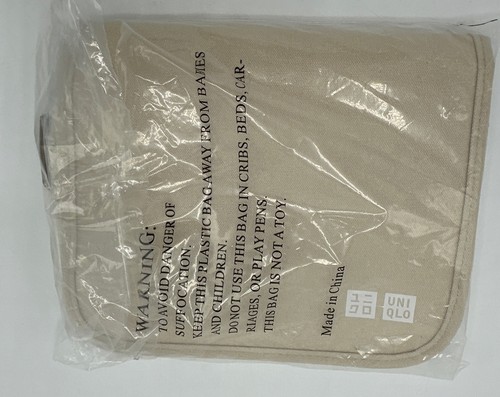 WARNING:
TO AVOID DANGER OF
SUFFOCATION.
KEEP THIS PLASTIC BAG AWAY FROM BABIES
AND CHILDREN.
DO NOT USE THIS BAG IN CRIBS, BEDS, CAR-
RIAGES, OR PLAY PENS.
THIS BAG IS NOT A TOY.
Made in China
ユニ
クロ
UNI
QLO